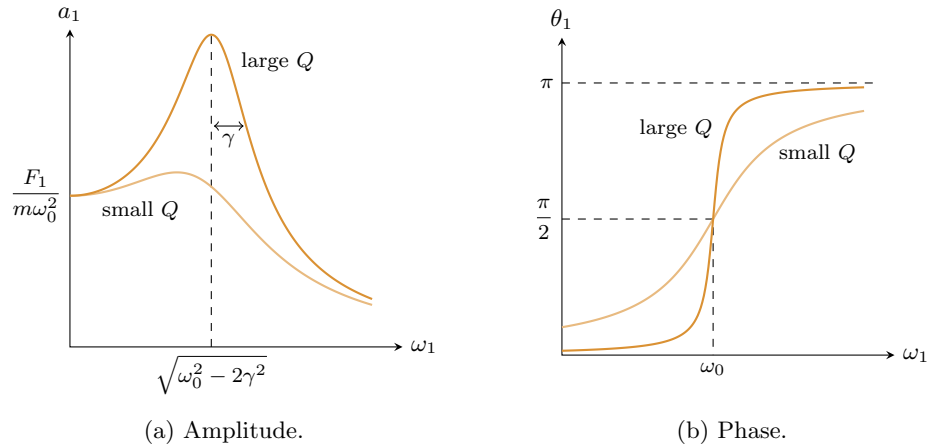 a₁
large Q
γ
F₁
mω₀²
small Q
ω₁
√(ω₀² − 2γ²)
(a) Amplitude.
θ₁
π
large Q
small Q
π
2
ω₀
ω₁
(b) Phase.